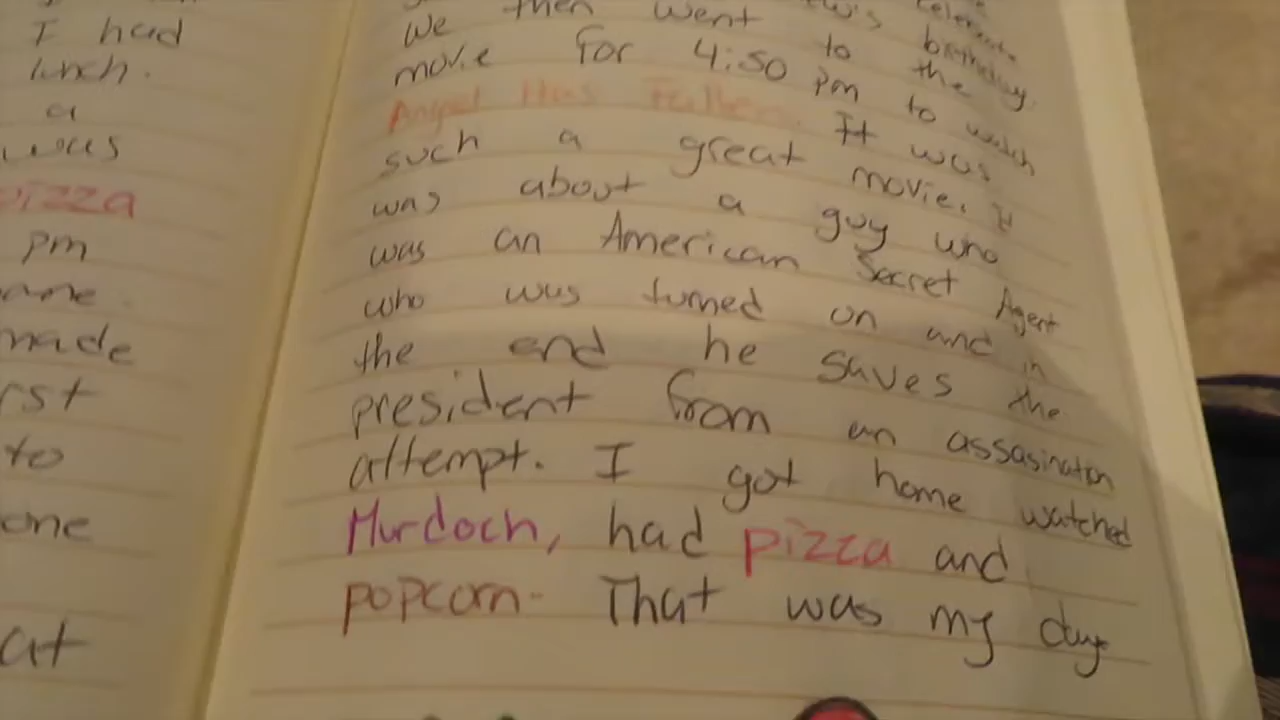 I had
lunch.
a
was
pizza
pm
ame
made
rst
to
one
at
celebrate
birthday.
We then went to the
movie for 4:50 pm to watch
Angel Has Fallen. It was
such a great movie. It
was about a guy who
was an American Secret Agent
who was turned on and in
the end he saves the
president from an assasination
attempt. I got home watched
Murdoch, had pizza and
popcorn. That was my day